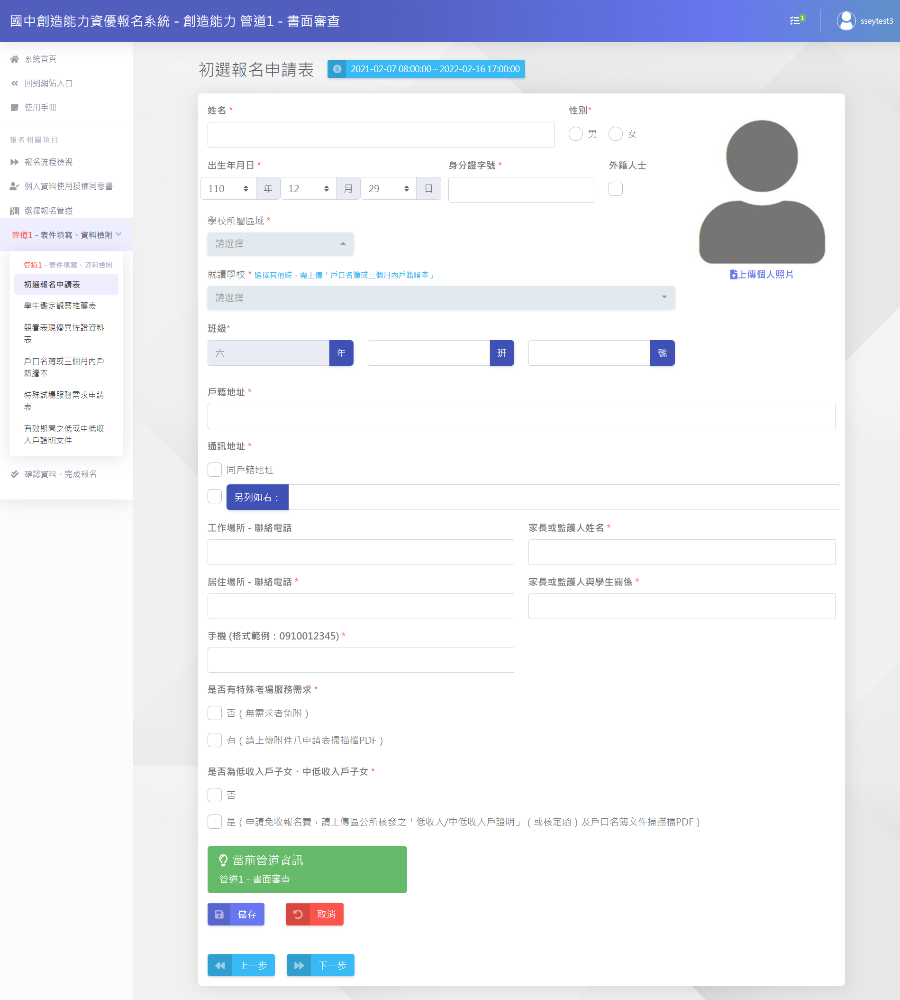 國中創造能力資優報名系統 - 創造能力 管道1 - 書面審查
1
sseytest3
系統首頁
回到網站入口
使用手冊
報名相關項目
報名流程檢視
個人資料使用授權同意書
選擇報名管道
管道1 - 表件填寫、資料檢附
管道1 - 表件填寫、資料檢附
初選報名申請表
學生鑑定觀察推薦表
競賽表現優異佐證資料
表
戶口名簿或三個月內戶
籍謄本
特殊試場服務需求申請
表
有效期間之低或中低收
入戶證明文件
確認資料、完成報名
初選報名申請表
2021-02-07 08:00:00 ~ 2022-02-16 17:00:00
姓名 *
性別*
男 女
出生年月日 *
身分證字號 *
外籍人士
110 年 12 月 29 日
學校所屬區域 *
請選擇
就讀學校 * 選擇其他時，需上傳「戶口名簿或三個月內戶籍謄本」
上傳個人照片
請選擇
班級*
六 年 班 號
戶籍地址 *
通訊地址 *
同戶籍地址
另列如右：
工作場所 - 聯絡電話
家長或監護人姓名 *
居住場所 - 聯絡電話 *
家長或監護人與學生關係 *
手機 (格式範例：0910012345) *
是否有特殊考場服務需求 *
否（無需求者免附）
有（請上傳附件八申請表掃描檔PDF）
是否為低收入戶子女、中低收入戶子女 *
否
是（申請免收報名費，請上傳區公所核發之「低收入/中低收入戶證明」（或核定函）及戶口名簿文件掃描檔PDF）
當前管道資訊
管道1 - 書面審查
儲存 取消
上一步 下一步